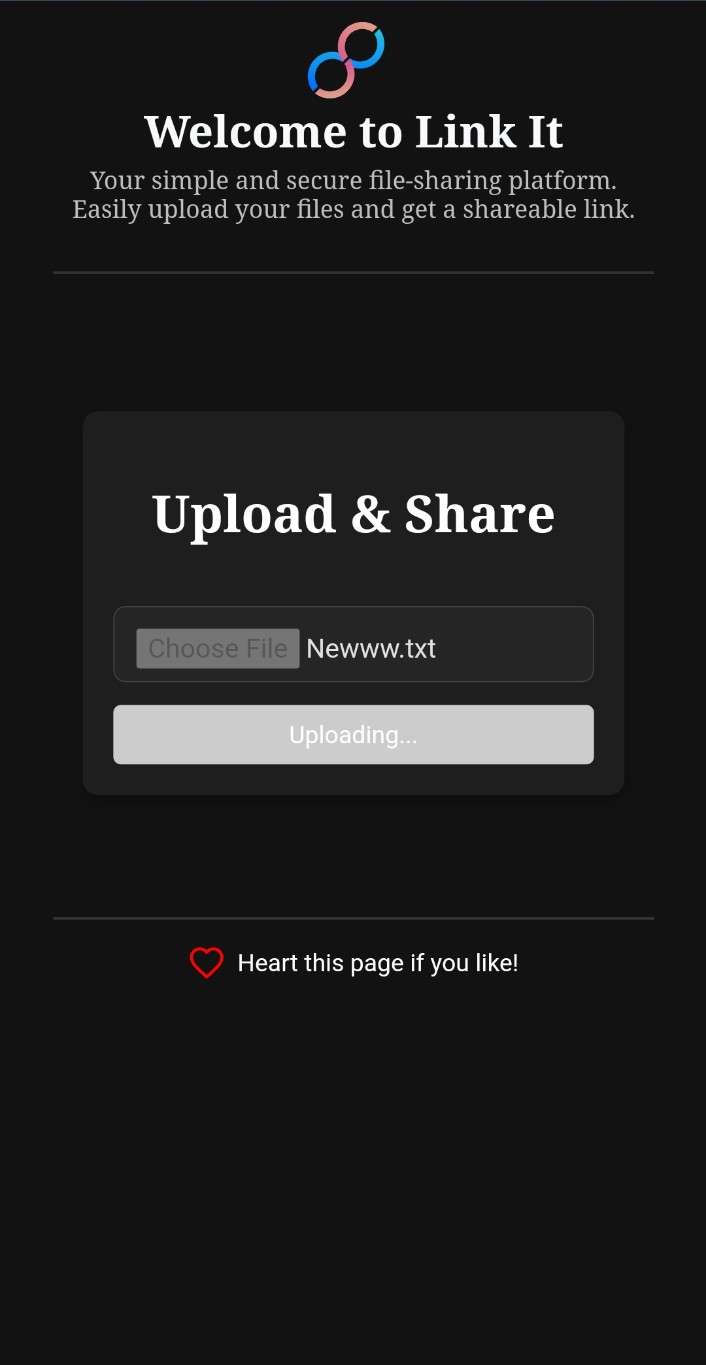 Welcome to Link It
Your simple and secure file-sharing platform.
Easily upload your files and get a shareable link.
Upload & Share
Choose File Newww.txt
Uploading...
Heart this page if you like!